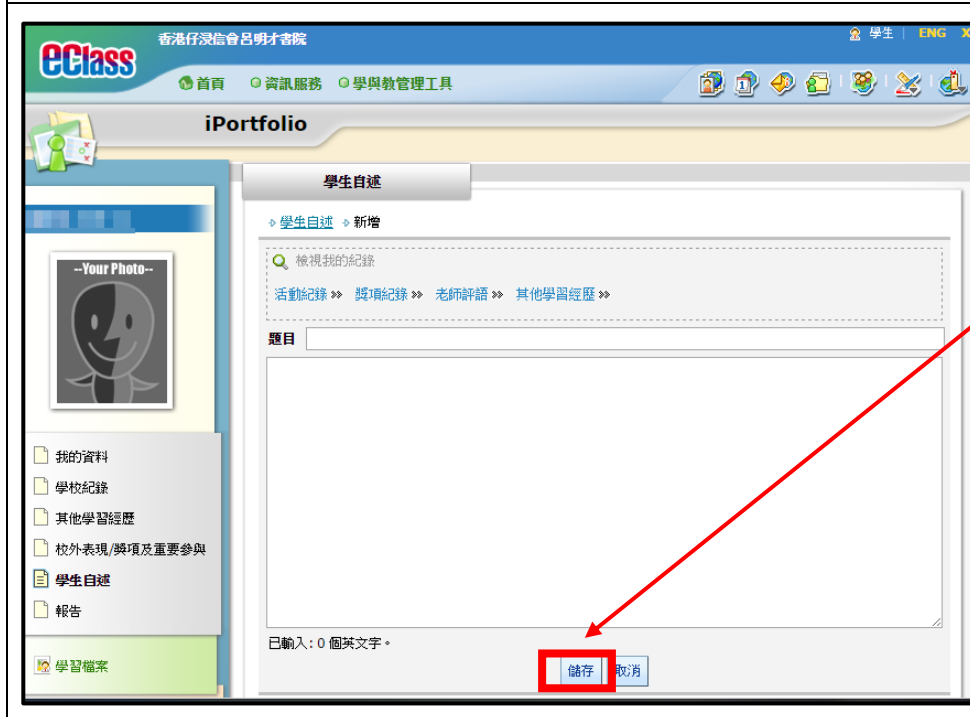 eClass
香港仔浸信會呂明才書院
學生 | ENG X
首頁 資訊服務 學與教管理工具
iPortfolio
學生自述
學生自述 新增
--Your Photo--
檢視我的紀錄
活動紀錄 » 獎項紀錄 » 老師評語 » 其他學習經歷 »
題目
我的資料
學校紀錄
其他學習經歷
校外表現/獎項及重要參與
學生自述
報告
學習檔案
已輸入：0 個英文字。
儲存 取消